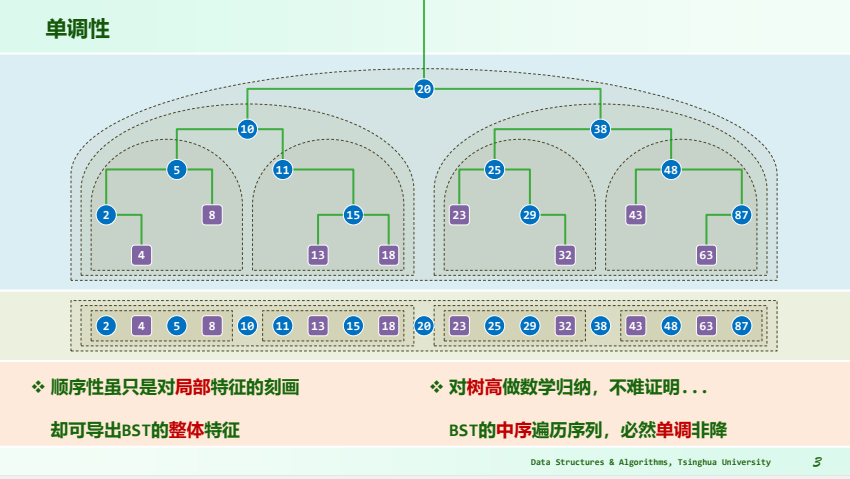 单调性
20
10 38
5 11 25 48
2 8 15 23 29 43 87
4 13 18 32 63
2 4 5 8 10 11 13 15 18 20 23 25 29 32 38 43 48 63 87
❖ 顺序性虽只是对局部特征的刻画
却可导出BST的整体特征
❖ 对树高做数学归纳，不难证明...
BST的中序遍历序列，必然单调非降
Data Structures & Algorithms, Tsinghua University 3